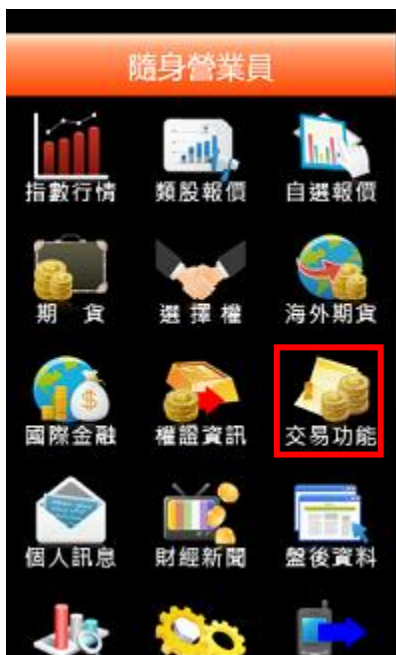 隨身營業員
指數行情 類股報價 自選報價
期 貨 選 擇 權 海外期貨
國際金融 權證資訊 交易功能
個人訊息 財經新聞 盤後資料